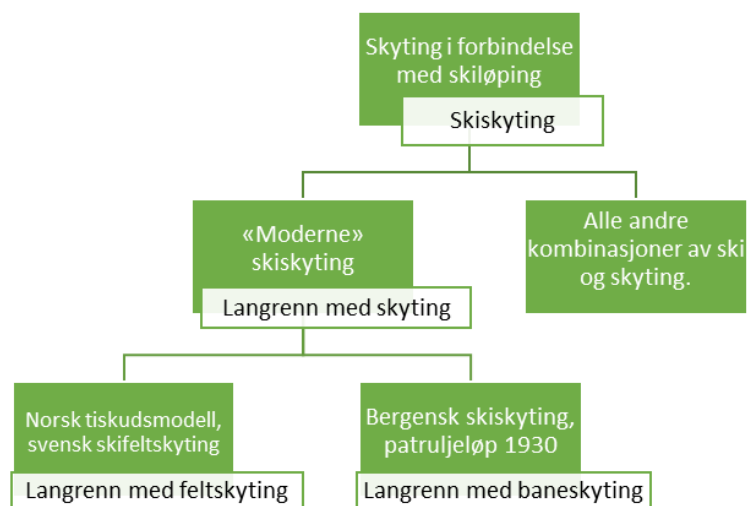 Skyting i forbindelse
med skiløping
Skiskyting
«Moderne»
skiskyting
Langrenn med skyting
Alle andre
kombinasjoner av ski
og skyting.
Norsk tiskudsmodell,
svensk skifeltskyting
Langrenn med feltskyting
Bergensk skiskyting,
patruljeløp 1930
Langrenn med baneskyting